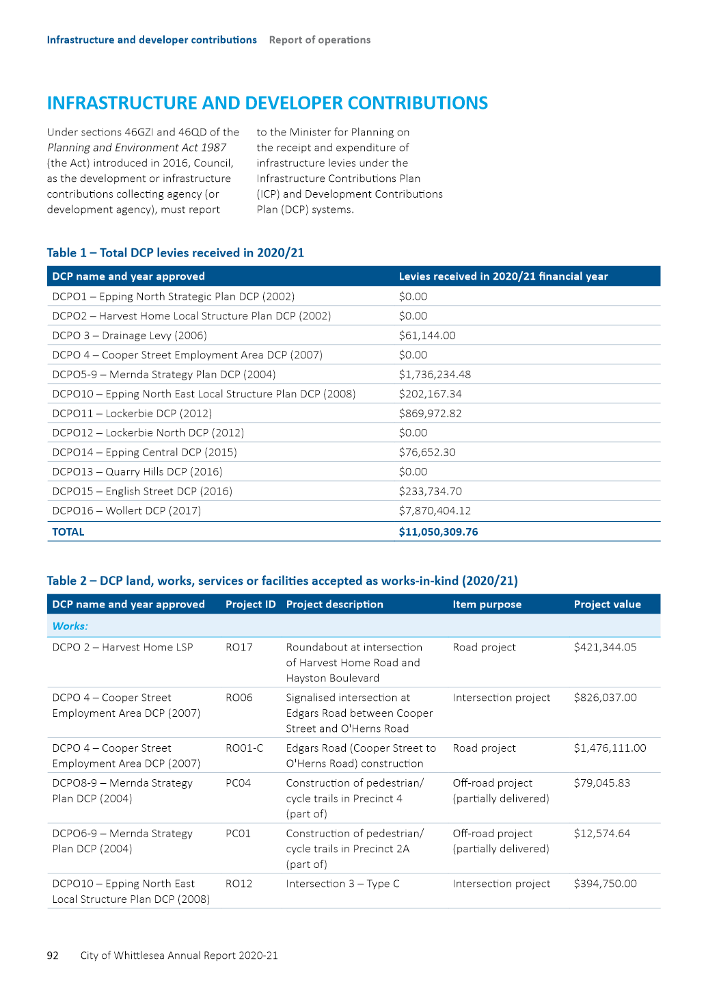 Infrastructure and developer contributions Report of operations
INFRASTRUCTURE AND DEVELOPER CONTRIBUTIONS
Under sections 46GZI and 46QD of the
Planning and Environment Act 1987
(the Act) introduced in 2016, Council,
as the development or infrastructure
contributions collecting agency (or
development agency), must report
to the Minister for Planning on
the receipt and expenditure of
infrastructure levies under the
Infrastructure Contributions Plan
(ICP) and Development Contributions
Plan (DCP) systems.
Table 1 – Total DCP levies received in 2020/21
DCP name and year approved Levies received in 2020/21 financial year
DCPO1 – Epping North Strategic Plan DCP (2002) $0.00
DCPO2 – Harvest Home Local Structure Plan DCP (2002) $0.00
DCPO 3 – Drainage Levy (2006) $61,144.00
DCPO 4 – Cooper Street Employment Area DCP (2007) $0.00
DCPO5-9 – Mernda Strategy Plan DCP (2004) $1,736,234.48
DCPO10 – Epping North East Local Structure Plan DCP (2008) $202,167.34
DCPO11 – Lockerbie DCP (2012) $869,972.82
DCPO12 – Lockerbie North DCP (2012) $0.00
DCPO14 – Epping Central DCP (2015) $76,652.30
DCPO13 – Quarry Hills DCP (2016) $0.00
DCPO15 – English Street DCP (2016) $233,734.70
DCPO16 – Wollert DCP (2017) $7,870,404.12
TOTAL $11,050,309.76
Table 2 – DCP land, works, services or facilities accepted as works-in-kind (2020/21)
DCP name and year approved Project ID Project description Item purpose Project value
Works:
DCPO 2 – Harvest Home LSP RO17 Roundabout at intersection Road project $421,344.05
of Harvest Home Road and
Hayston Boulevard
DCPO 4 – Cooper Street RO06 Signalised intersection at Intersection project $826,037.00
Employment Area DCP (2007) Edgars Road between Cooper
Street and O'Herns Road
DCPO 4 – Cooper Street RO01-C Edgars Road (Cooper Street to Road project $1,476,111.00
Employment Area DCP (2007) O'Herns Road) construction
DCPO8-9 – Mernda Strategy PC04 Construction of pedestrian/ Off-road project $79,045.83
Plan DCP (2004) cycle trails in Precinct 4 (partially delivered)
(part of)
DCPO6-9 – Mernda Strategy PC01 Construction of pedestrian/ Off-road project $12,574.64
Plan DCP (2004) cycle trails in Precinct 2A (partially delivered)
(part of)
DCPO10 – Epping North East RO12 Intersection 3 – Type C Intersection project $394,750.00
Local Structure Plan DCP (2008)
92 City of Whittlesea Annual Report 2020-21